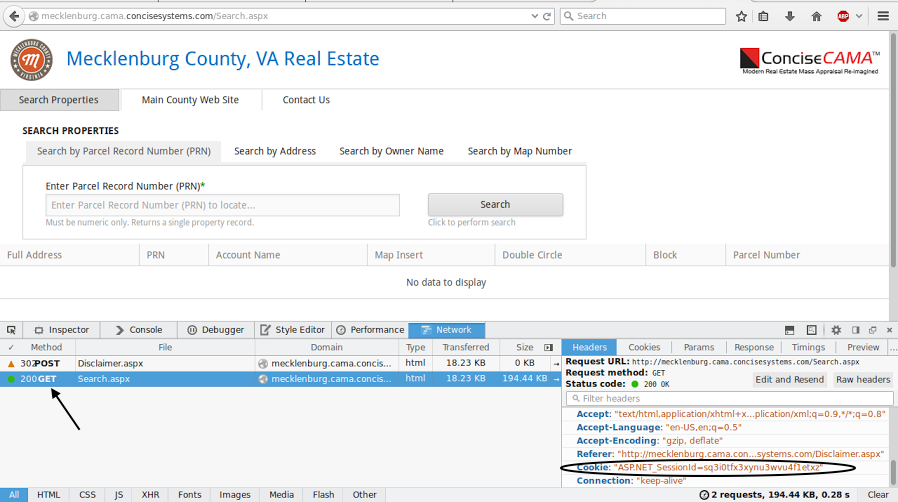 mecklenburg.cama.concisesystems.com/Search.aspx
Search
ABP
MECKLENBURG COUNTY
M
VIRGINIA
Mecklenburg County, VA Real Estate
ConciseCAMA™
Modern Real Estate Mass Appraisal Re-imagined
Search Properties Main County Web Site Contact Us
SEARCH PROPERTIES
Search by Parcel Record Number (PRN) Search by Address Search by Owner Name Search by Map Number
Enter Parcel Record Number (PRN)*
Enter Parcel Record Number (PRN) to locate... Search
Must be numeric only. Returns a single property record. Click to perform search
Full Address PRN Account Name Map Insert Double Circle Block Parcel Number
No data to display
Inspector Console Debugger Style Editor Performance Network
✓ Method File Domain Type Transferred Size
302 POST Disclaimer.aspx mecklenburg.cama.concis... html 18.23 KB 0 KB
200 GET Search.aspx mecklenburg.cama.concis... html 18.23 KB 194.44 KB
Headers Cookies Params Response Timings Preview ...
Request URL: http://mecklenburg.cama.concisesystems.com/Search.aspx
Request method: GET
Status code: 200 OK Edit and Resend Raw headers
Filter headers
Accept: "text/html,application/xhtml+x...plication/xml;q=0.9,*/*;q=0.8"
Accept-Language: "en-US,en;q=0.5"
Accept-Encoding: "gzip, deflate"
Referer: "http://mecklenburg.cama.con...systems.com/Disclaimer.aspx"
Cookie: "ASP.NET_SessionId=sq3i0tfx3xynu3wvu4f1etxz"
Connection: "keep-alive"
All HTML CSS JS XHR Fonts Images Media Flash Other 2 requests, 194.44 KB, 0.28 s Clear